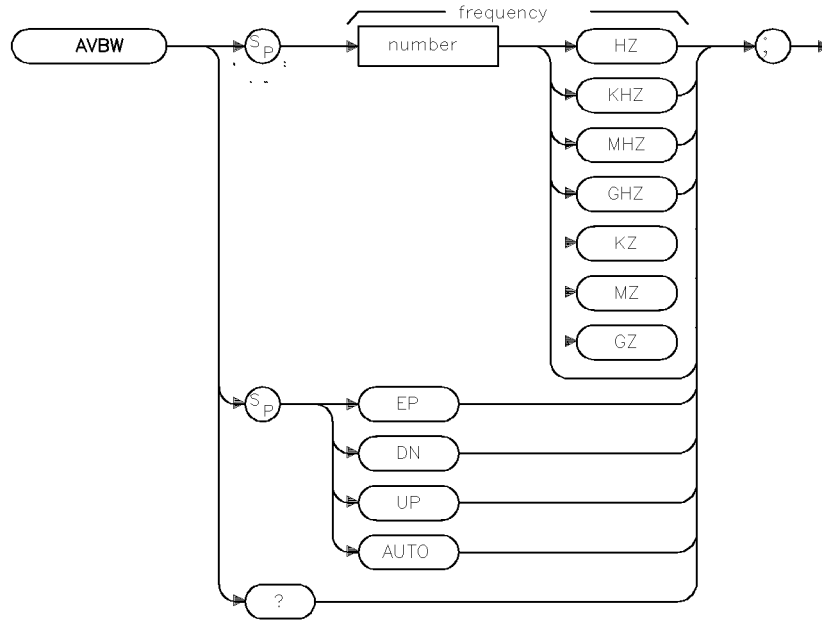 frequency
AVBW SP number HZ ;
KHZ
MHZ
GHZ
KZ
MZ
GZ
SP EP
DN
UP
AUTO
?